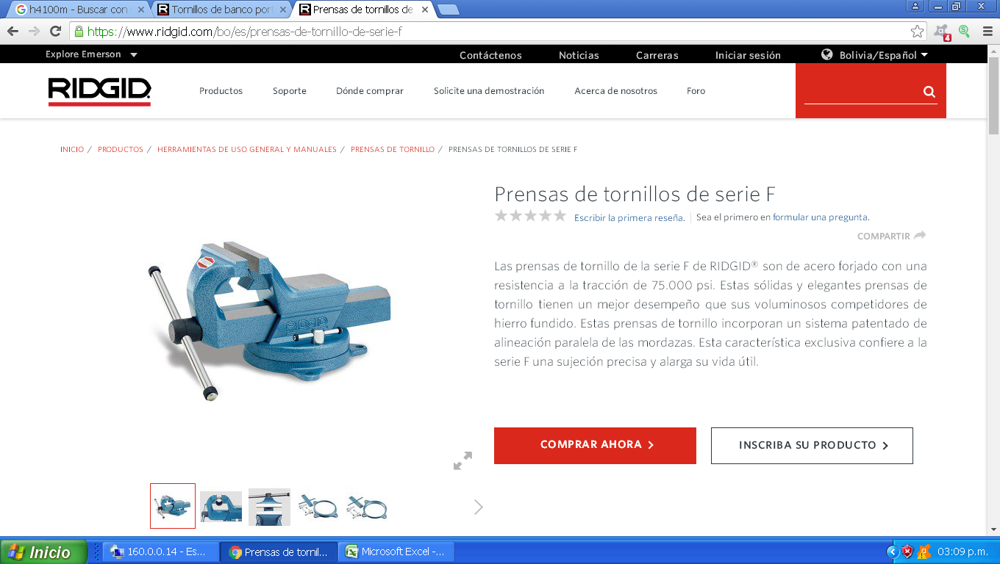 h4100m - Buscar con
Tornillos de banco port
Prensas de tornillos de
https://www.ridgid.com/bo/es/prensas-de-tornillo-de-serie-f
4
Explore Emerson
Contáctenos
Noticias
Carreras
Iniciar sesión
Bolivia/Español
RIDGID
Productos
Soporte
Dónde comprar
Solicite una demostración
Acerca de nosotros
Foro
INICIO / PRODUCTOS / HERRAMIENTAS DE USO GENERAL Y MANUALES / PRENSAS DE TORNILLO / PRENSAS DE TORNILLOS DE SERIE F
RIDGID
Prensas de tornillos de serie F
Escribir la primera reseña. Sea el primero en formular una pregunta.
COMPARTIR
Las prensas de tornillo de la serie F de RIDGID® son de acero forjado con una
resistencia a la tracción de 75.000 psi. Estas sólidas y elegantes prensas de
tornillo tienen un mejor desempeño que sus voluminosos competidores de
hierro fundido. Estas prensas de tornillo incorporan un sistema patentado de
alineación paralela de las mordazas. Esta característica exclusiva confiere a la
serie F una sujeción precisa y alarga su vida útil.
COMPRAR AHORA
INSCRIBA SU PRODUCTO
Inicio
160.0.0.14 - Es...
Prensas de tornil...
Microsoft Excel -...
03:09 p.m.